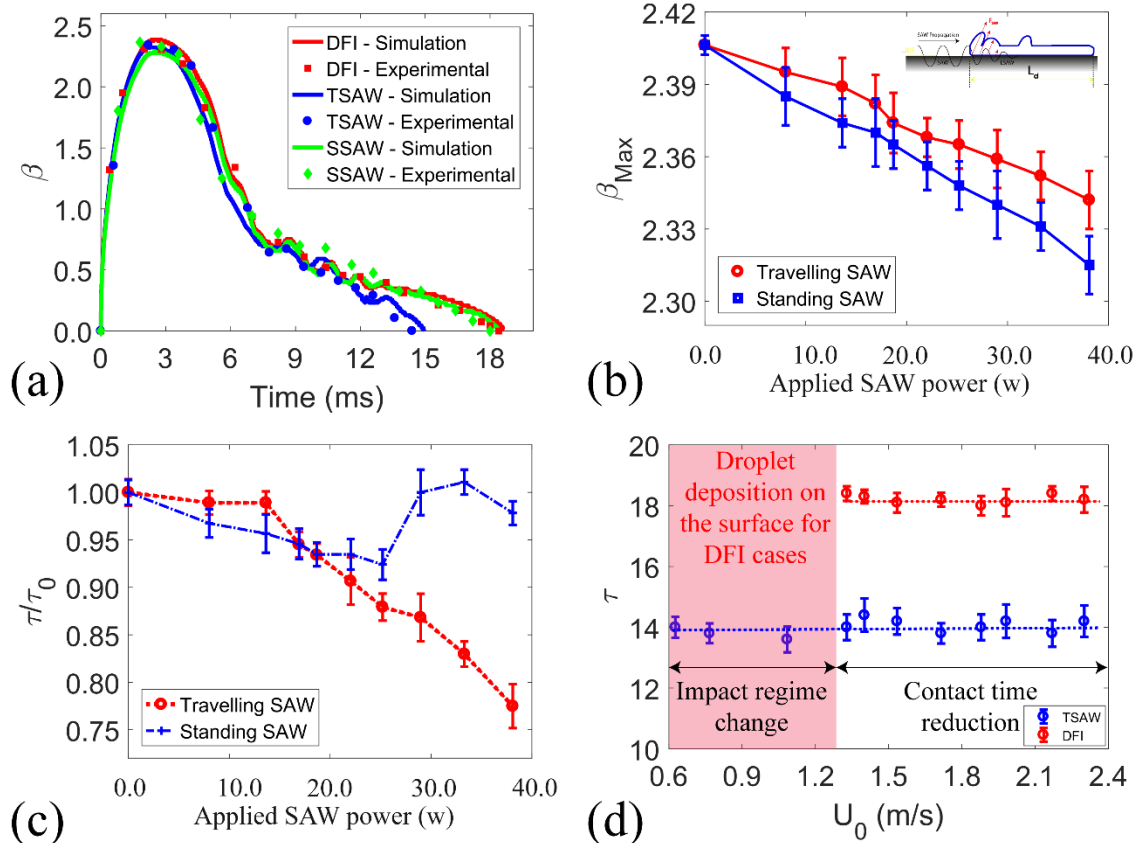 2.5
2.0
1.5
1.0
0.5
0.0
β
0 3 6 9 12 15 18
Time (ms)
DFI - Simulation
DFI - Experimental
TSAW - Simulation
TSAW - Experimental
SSAW - Simulation
SSAW - Experimental
(a)
2.42
2.40
2.36
2.33
2.30
βMax
0.0 10.0 20.0 30.0 40.0
Applied SAW power (w)
SAW Propagation
SAW
LSAW
Ld
Travelling SAW
Standing SAW
(b)
1.05
1.00
0.95
0.90
0.85
0.80
0.75
τ/τ0
0.0 10.0 20.0 30.0 40.0
Applied SAW power (w)
Travelling SAW
Standing SAW
(c)
20
18
16
14
12
10
τ
0.6 0.9 1.2 1.5 1.8 2.1 2.4
U0 (m/s)
Droplet
deposition on
the surface for
DFI cases
Impact regime
change
Contact time
reduction
TSAW
DFI
(d)